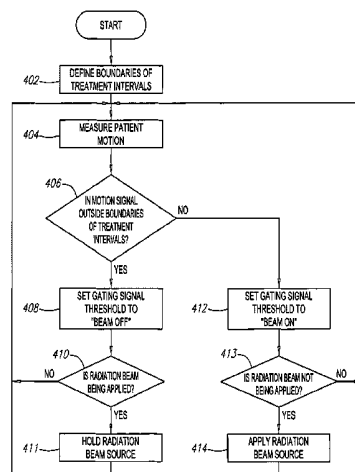 START
402
DEFINE BOUNDARIES OF
TREATMENT INTERVALS
404
MEASURE PATIENT
MOTION
406
IN MOTION SIGNAL
OUTSIDE BOUNDARIES
OF TREATMENT
INTERVALS?
NO
YES
408
SET GATING SIGNAL
THRESHOLD TO
"BEAM OFF"
412
SET GATING SIGNAL
THRESHOLD TO
"BEAM ON"
410
NO
IS RADIATION BEAM
BEING APPLIED?
YES
413
IS RADIATION BEAM NOT
BEING APPLIED?
NO
YES
411
HOLD RADIATION
BEAM SOURCE
414
APPLY RADIATION
BEAM SOURCE